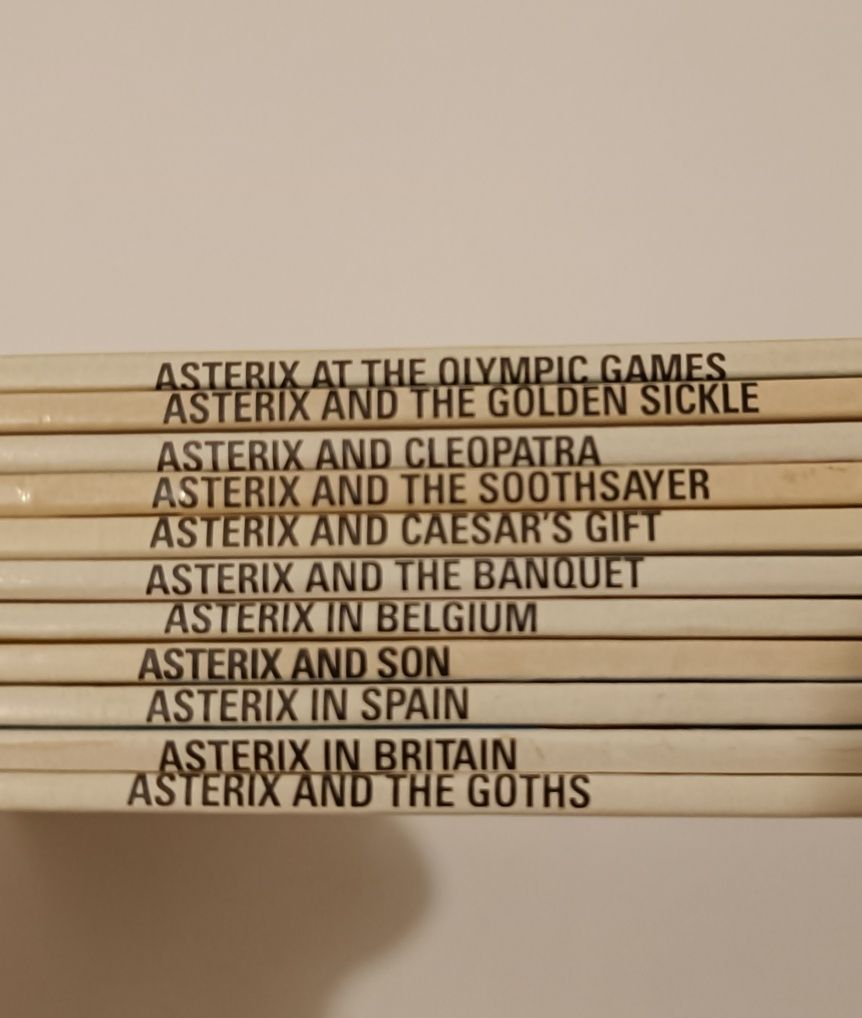 ASTERIX AT THE OLYMPIC GAMES
ASTERIX AND THE GOLDEN SICKLE
ASTERIX AND CLEOPATRA
ASTERIX AND THE SOOTHSAYER
ASTERIX AND CAESAR'S GIFT
ASTERIX AND THE BANQUET
ASTERIX IN BELGIUM
ASTERIX AND SON
ASTERIX IN SPAIN
ASTERIX IN BRITAIN
ASTERIX AND THE GOTHS